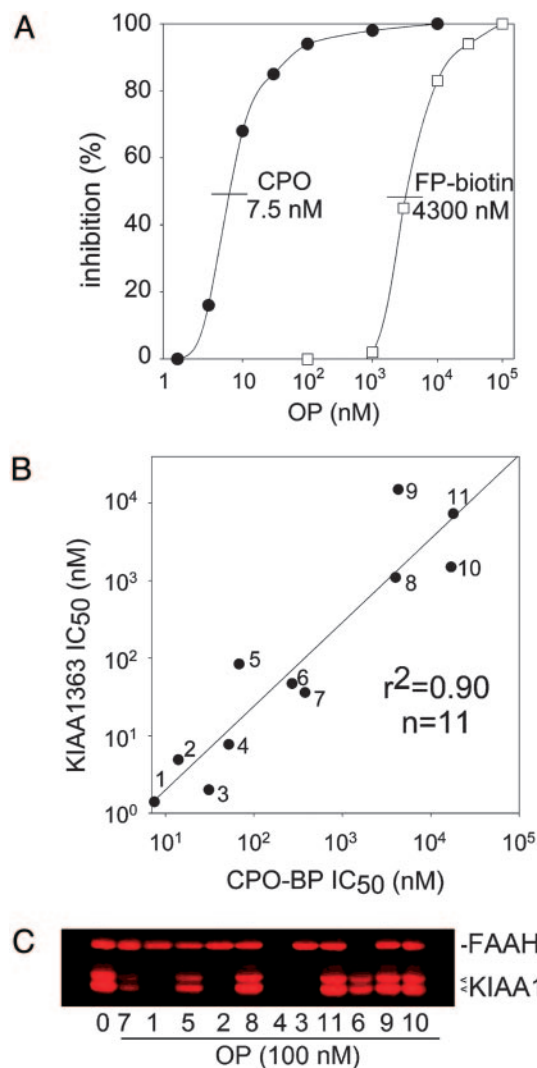 A
100
80
60
40
20
0
inhibition (%)
CPO
7.5 nM
FP-biotin
4300 nM
1 10 10² 10³ 10⁴ 10⁵
OP (nM)
B
KIAA1363 IC₅₀ (nM)
10⁴
10³
10²
10¹
10⁰
9
11
10
8
5
6
7
4
2
3
1
r²=0.90
n=11
10¹ 10² 10³ 10⁴ 10⁵
CPO-BP IC₅₀ (nM)
C
-FAAH
<
<KIAA1
0 7 1 5 2 8 4 3 11 6 9 10
OP (100 nM)